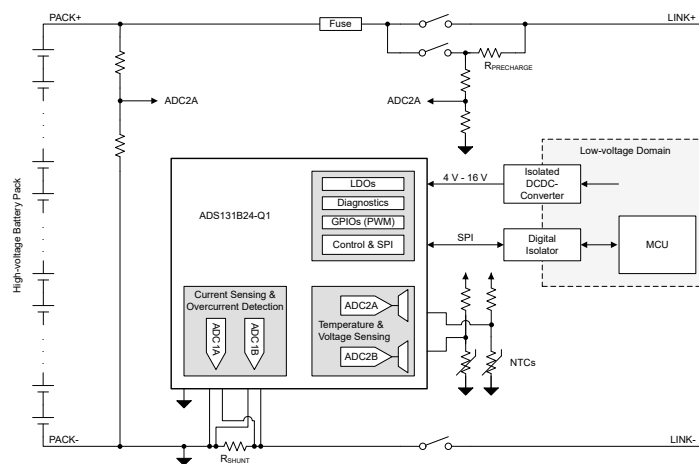 PACK+
Fuse
LINK+
RPRECHARGE
ADC2A
ADC2A
High-voltage Battery Pack
ADS131B24-Q1
LDOs
Diagnostics
GPIOs (PWM)
Control & SPI
4 V - 16 V
Isolated
DCDC-
Converter
Low-voltage Domain
SPI
Digital
Isolator
MCU
Current Sensing &
Overcurrent Detection
ADC1A
ADC1B
Temperature &
Voltage Sensing
ADC2A
ADC2B
NTCs
PACK-
RSHUNT
LINK-